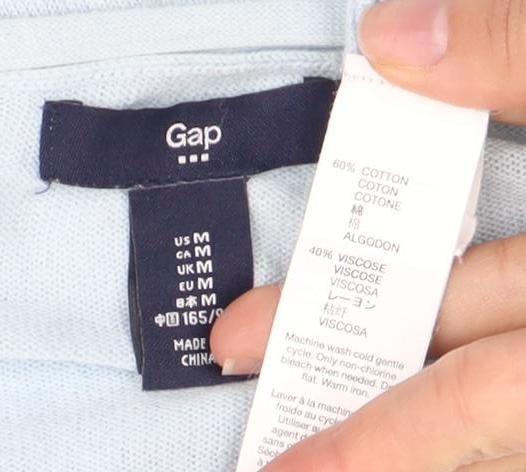 Gap
US M
CA M
UK M
EU M
日本 M
中国 165/
MADE
CHINA
60% COTTON
COTON
COTONE
綿
棉
ALGODON
40% VISCOSE
VISCOSE
VISCOSA
レーヨン
粘纤
VISCOSA
Machine wash cold gentle
cycle. Only non-chlorine
bleach when needed.
flat. Warm iron.
Laver à la
froide au
Utiliser
agent
sans